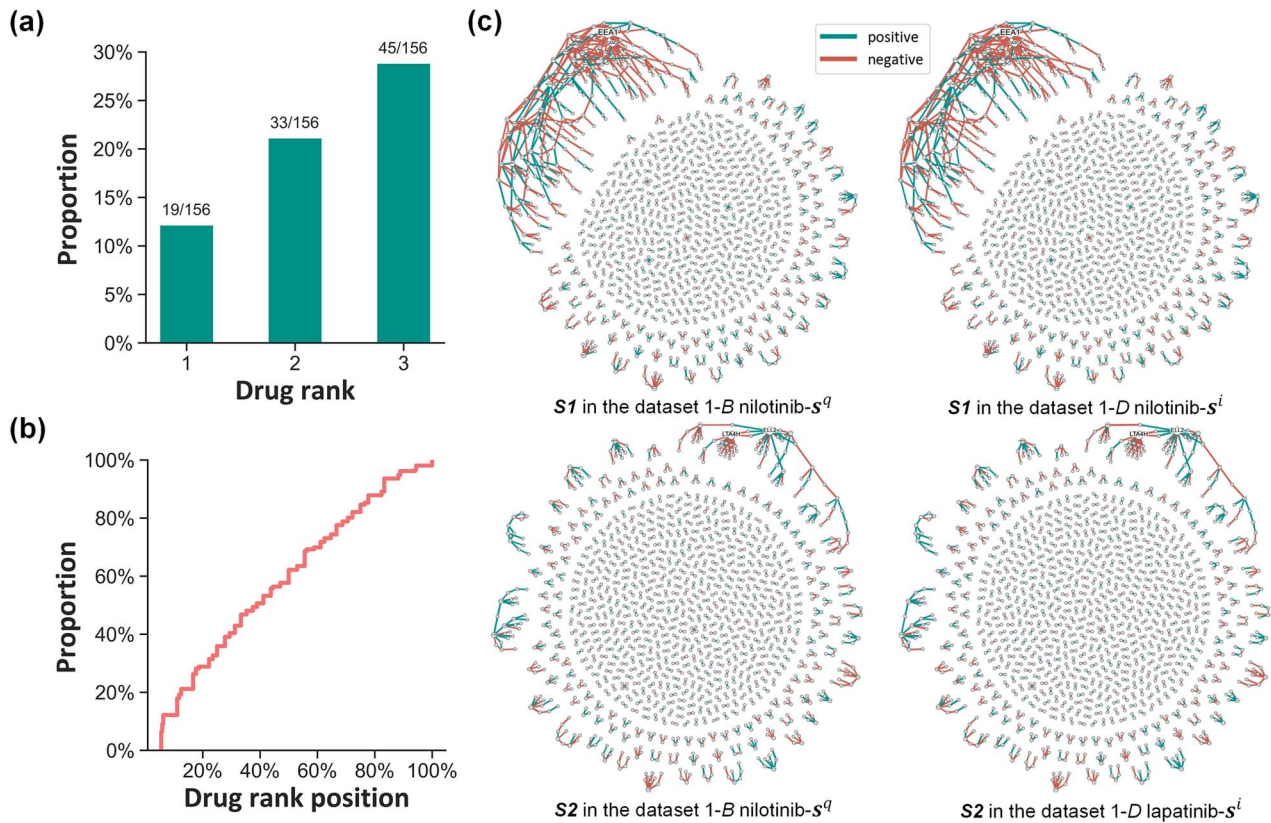 (a)
30%
25%
20%
15%
10%
5%
0%
Proportion
19/156
33/156
45/156
1
2
3
Drug rank
(b)
100%
80%
60%
40%
20%
0%
Proportion
20%
40%
60%
80%
100%
Drug rank position
(c)
EEA1
positive
negative
EEA1
S1 in the dataset 1-B nilotinib-s^q
S1 in the dataset 1-D nilotinib-s^i
LTA4H
ELL2
LTA4H
ELL2
S2 in the dataset 1-B nilotinib-s^q
S2 in the dataset 1-D lapatinib-s^i